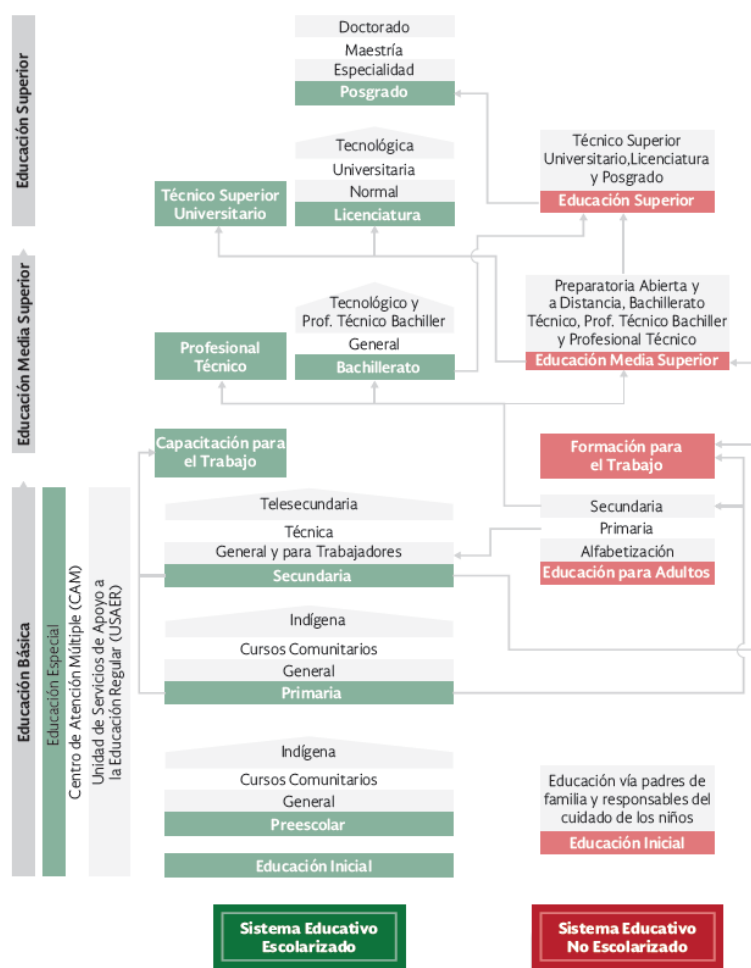 Educación Superior
Educación Media Superior
Educación Básica
Educación Especial
Centro de Atención Múltiple (CAM)
Unidad de Servicios de Apoyo a
la Educación Regular (USAER)
Doctorado
Maestría
Especialidad
Posgrado
Tecnológica
Universitaria
Normal
Licenciatura
Técnico Superior
Universitario
Tecnológico y
Prof. Técnico Bachiller
General
Bachillerato
Profesional
Técnico
Capacitación para
el Trabajo
Telesecundaria
Técnica
General y para Trabajadores
Secundaria
Indígena
Cursos Comunitarios
General
Primaria
Indígena
Cursos Comunitarios
General
Preescolar
Educación Inicial
Sistema Educativo
Escolarizado
Técnico Superior
Universitario,Licenciatura
y Posgrado
Educación Superior
Preparatoria Abierta y
a Distancia, Bachillerato
Técnico, Prof. Técnico Bachiller
y Profesional Técnico
Educación Media Superior
Formación para
el Trabajo
Secundaria
Primaria
Alfabetización
Educación para Adultos
Educación vía padres de
familia y responsables del
cuidado de los niños
Educación Inicial
Sistema Educativo
No Escolarizado